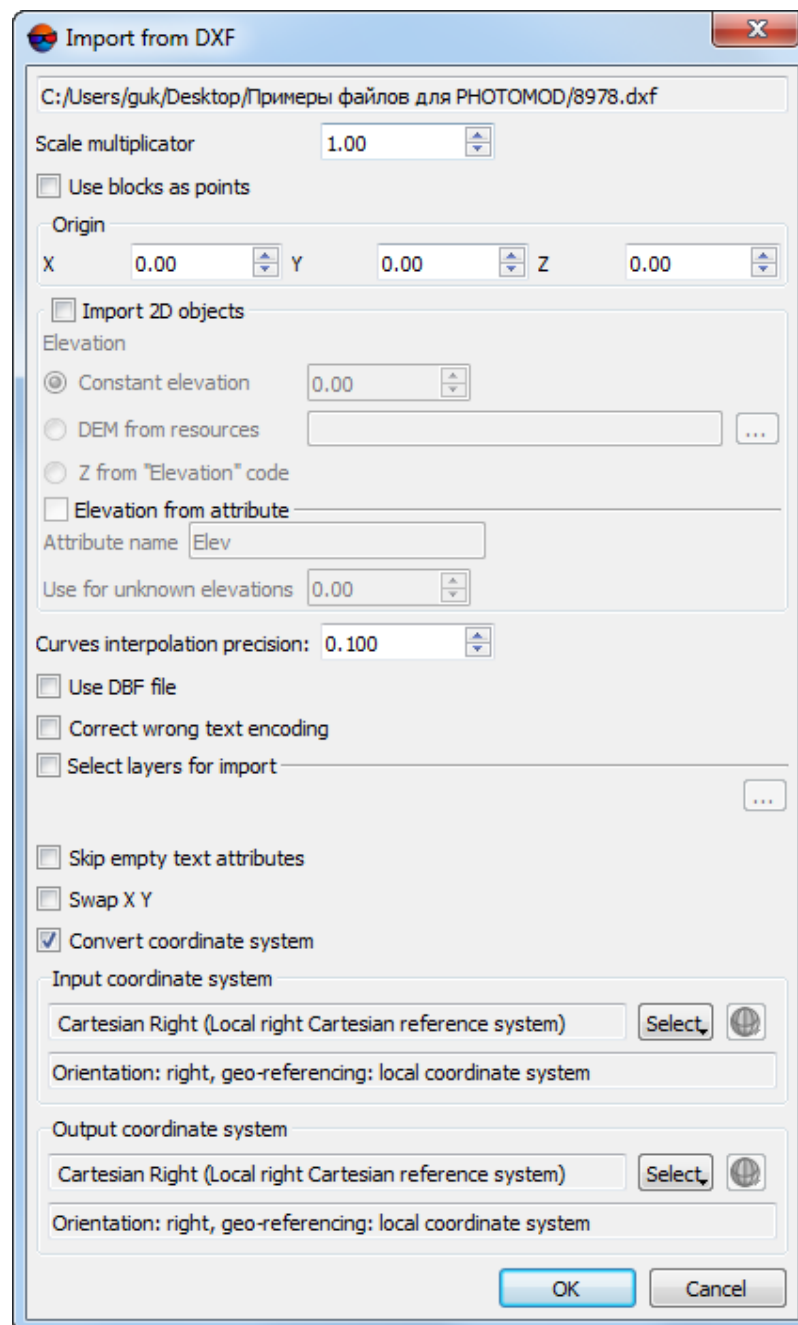 Import from DXF
C:/Users/guk/Desktop/Примеры файлов для PHOTOMOD/8978.dxf
Scale multiplicator 1.00
Use blocks as points
Origin
X 0.00 Y 0.00 Z 0.00
Import 2D objects
Elevation
Constant elevation 0.00
DEM from resources ...
Z from "Elevation" code
Elevation from attribute
Attribute name Elev
Use for unknown elevations 0.00
Curves interpolation precision: 0.100
Use DBF file
Correct wrong text encoding
Select layers for import
...
Skip empty text attributes
Swap X Y
Convert coordinate system
Input coordinate system
Cartesian Right (Local right Cartesian reference system) Select
Orientation: right, geo-referencing: local coordinate system
Output coordinate system
Cartesian Right (Local right Cartesian reference system) Select
Orientation: right, geo-referencing: local coordinate system
OK Cancel